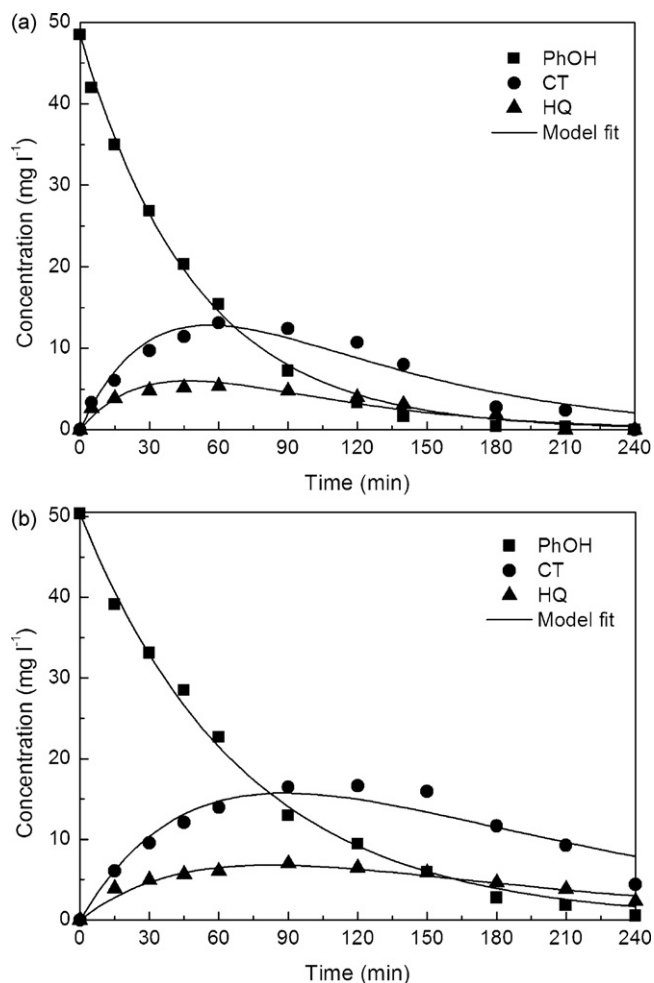 (a)
50
40
30
20
10
0
Concentration (mg l-1)
PhOH
CT
HQ
Model fit
0 30 60 90 120 150 180 210 240
Time (min)
(b)
50
40
30
20
10
0
Concentration (mg l-1)
PhOH
CT
HQ
Model fit
0 30 60 90 120 150 180 210 240
Time (min)